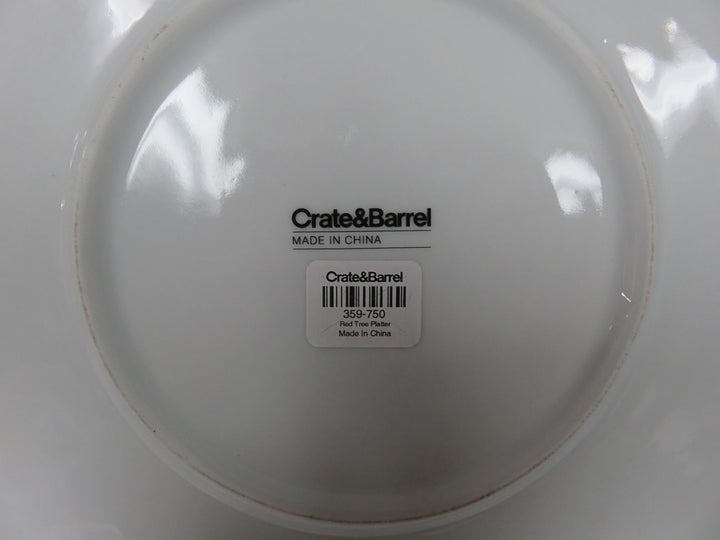 Crate&Barrel
MADE IN CHINA
Crate&Barrel
359-750
Red Tree Platter
Made In China